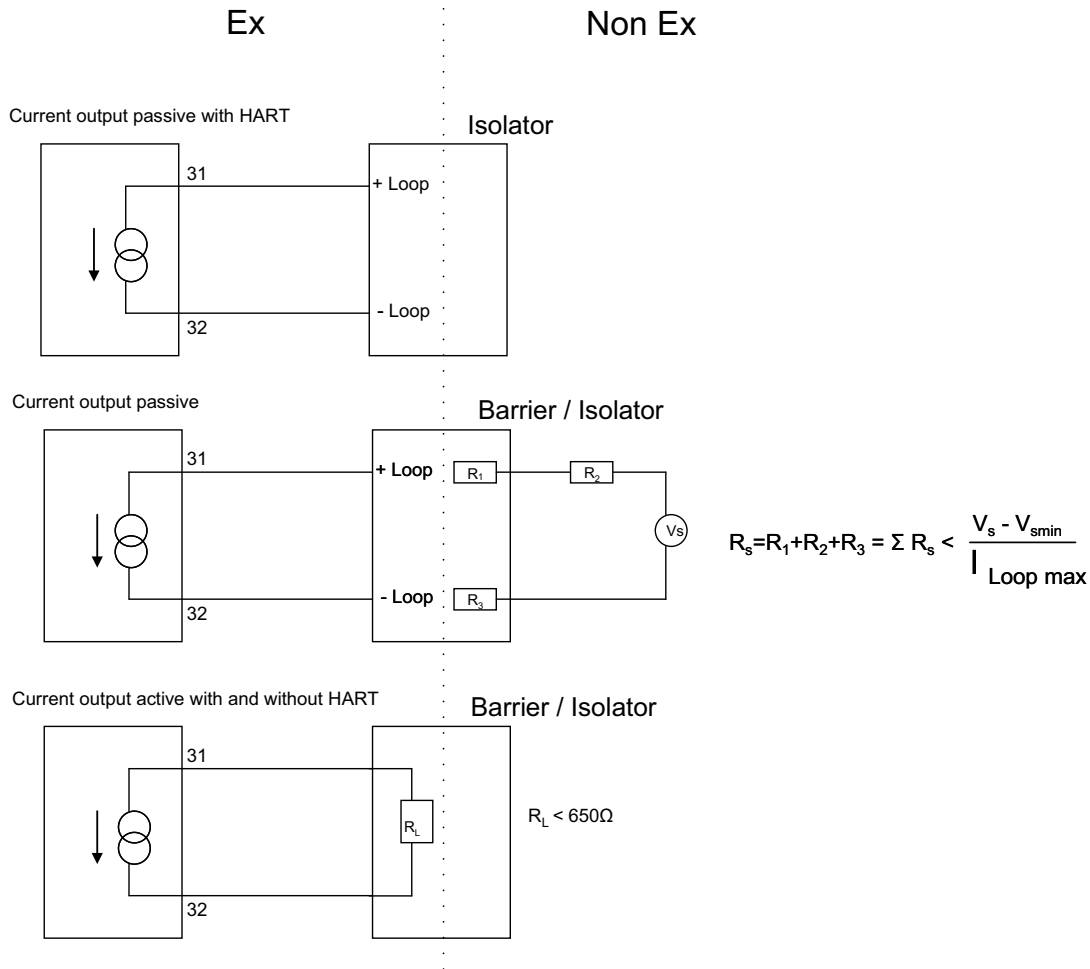 Ex
Non Ex
Current output passive with HART
Isolator
31
+ Loop
- Loop
32
Current output passive
Barrier / Isolator
31
+ Loop
R₁
R₂
Vs
Rₛ=R₁+R₂+R₃ = Σ Rₛ < (Vₛ - Vₛₘᵢₙ) / I Loop max
- Loop
R₃
32
Current output active with and without HART
Barrier / Isolator
31
R_L
R_L < 650Ω
32